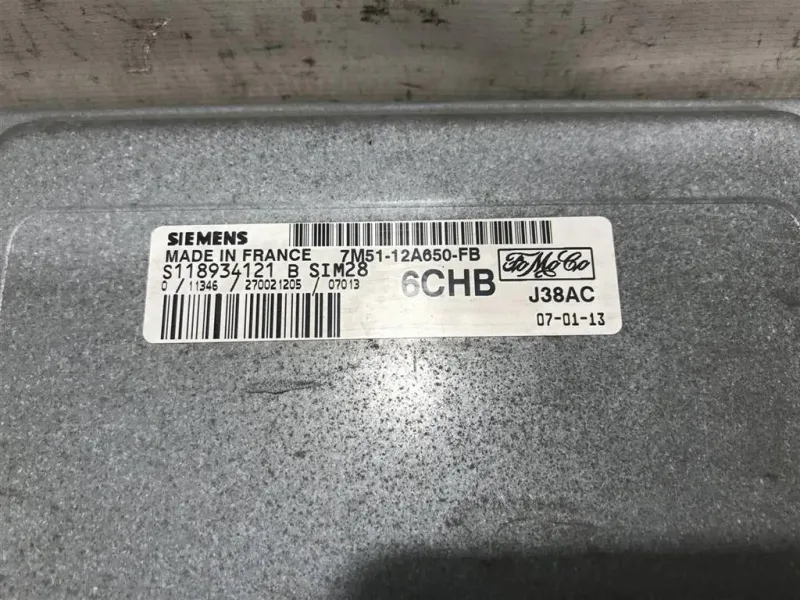 SIEMENS
MADE IN FRANCE 7M51-12A650-FB
S118934121 B SIM28
0 / 11346 / 270021205 / 07013
6CHB
FoMoCo
J38AC
07-01-13